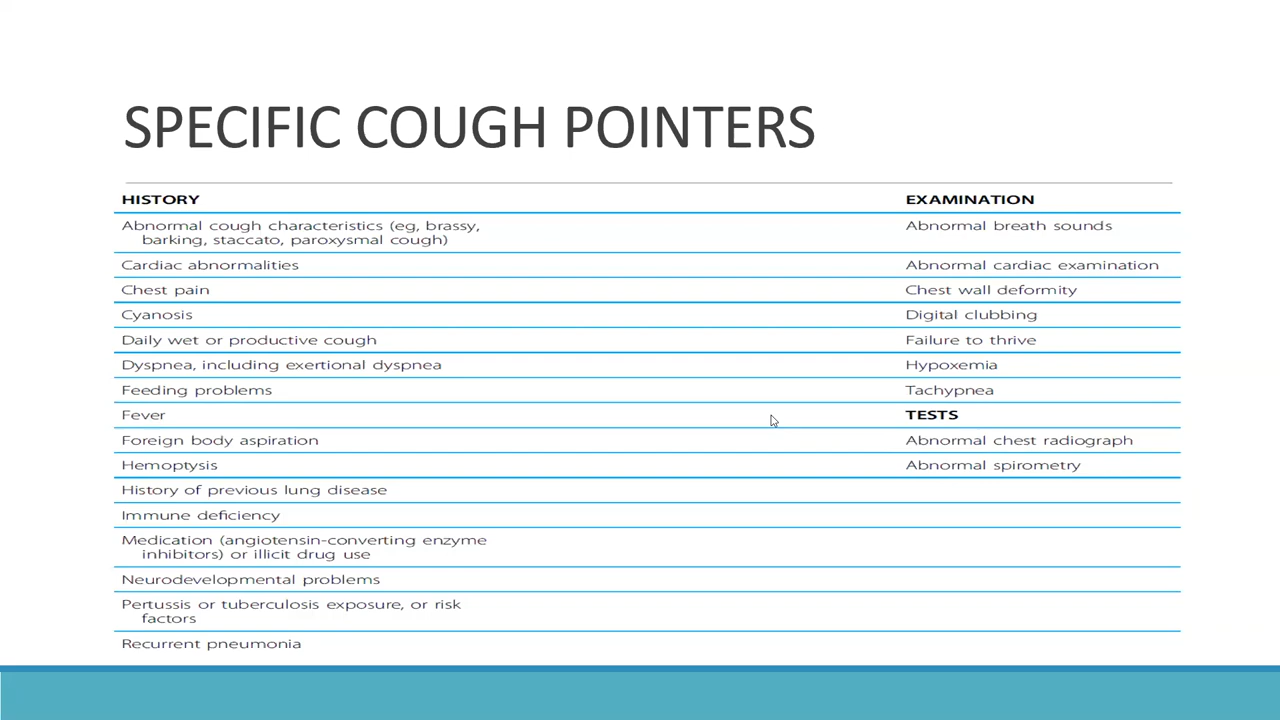 SPECIFIC COUGH POINTERS
HISTORY EXAMINATION
Abnormal cough characteristics (eg, brassy, Abnormal breath sounds
barking, staccato, paroxysmal cough)
Cardiac abnormalities Abnormal cardiac examination
Chest pain Chest wall deformity
Cyanosis Digital clubbing
Daily wet or productive cough Failure to thrive
Dyspnea, including exertional dyspnea Hypoxemia
Feeding problems Tachypnea
Fever TESTS
Foreign body aspiration Abnormal chest radiograph
Hemoptysis Abnormal spirometry
History of previous lung disease
Immune deficiency
Medication (angiotensin-converting enzyme
inhibitors) or illicit drug use
Neurodevelopmental problems
Pertussis or tuberculosis exposure, or risk
factors
Recurrent pneumonia